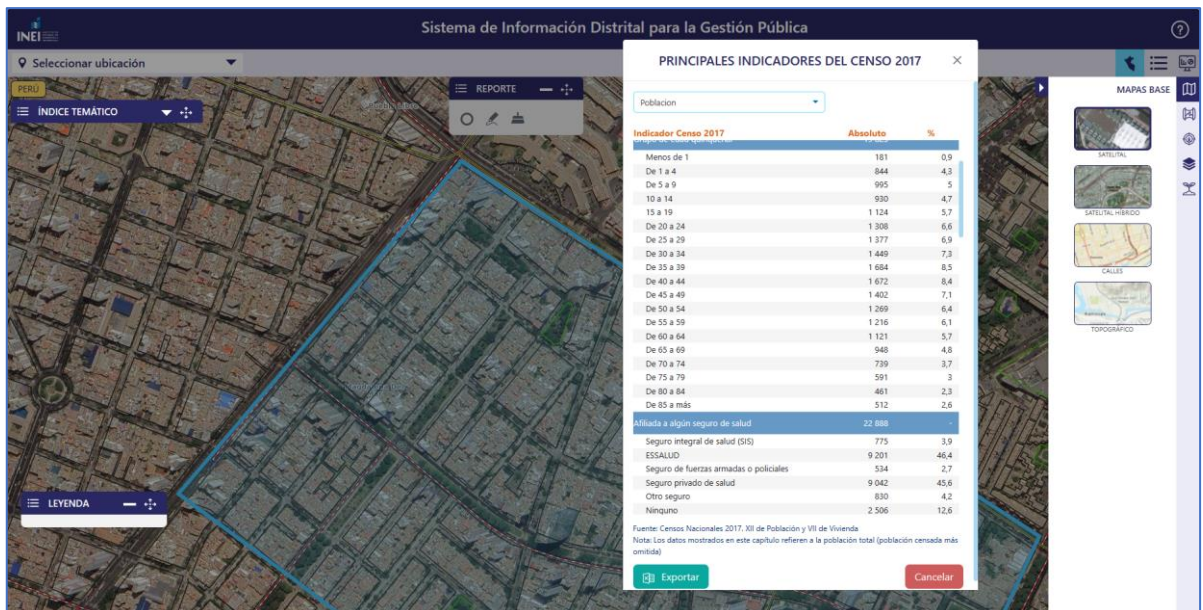 INEI
Sistema de Información Distrital para la Gestión Pública
?
Seleccionar ubicación
PERÚ
ÍNDICE TEMÁTICO
REPORTE
LEYENDA
PRINCIPALES INDICADORES DEL CENSO 2017 ×
Poblacion
Indicador Censo 2017 Absoluto %
Menos de 1 181 0,9
De 1 a 4 844 4,3
De 5 a 9 995 5
10 a 14 930 4,7
15 a 19 1 124 5,7
De 20 a 24 1 308 6,6
De 25 a 29 1 377 6,9
De 30 a 34 1 449 7,3
De 35 a 39 1 684 8,5
De 40 a 44 1 672 8,4
De 45 a 49 1 402 7,1
De 50 a 54 1 269 6,4
De 55 a 59 1 216 6,1
De 60 a 64 1 121 5,7
De 65 a 69 948 4,8
De 70 a 74 739 3,7
De 75 a 79 591 3
De 80 a 84 461 2,3
De 85 a más 512 2,6
Afiliada a algún seguro de salud 22 888 -
Seguro integral de salud (SIS) 775 3,9
ESSALUD 9 201 46,4
Seguro de fuerzas armadas o policiales 534 2,7
Seguro privado de salud 9 042 45,6
Otro seguro 830 4,2
Ninguno 2 506 12,6
Fuente: Censos Nacionales 2017, XII de Población y VII de Vivienda
Nota: Los datos mostrados en este capítulo refieren a la población total (población censada más
omitida)
Exportar
Cancelar
MAPAS BASE
SATELITAL
SATELITAL HÍBRIDO
CALLES
TOPOGRÁFICO